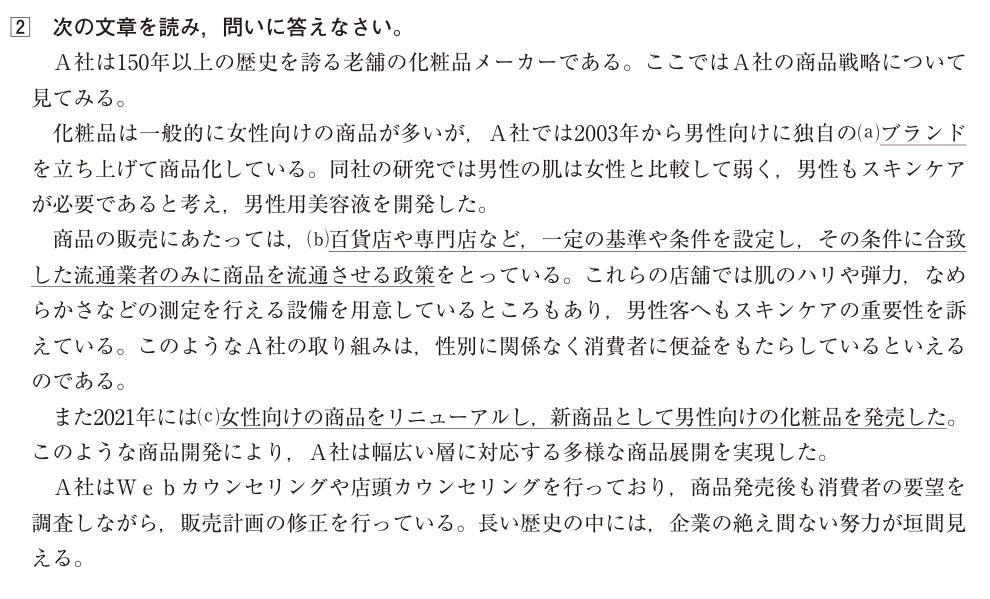 2 次の文章を読み，問いに答えなさい。
Ａ社は150年以上の歴史を誇る老舗の化粧品メーカーである。ここではＡ社の商品戦略について
見てみる。
化粧品は一般的に女性向けの商品が多いが，Ａ社では2003年から男性向けに独自の(a)ブランド
を立ち上げて商品化している。同社の研究では男性の肌は女性と比較して弱く，男性もスキンケア
が必要であると考え，男性用美容液を開発した。
商品の販売にあたっては，(b)百貨店や専門店など，一定の基準や条件を設定し，その条件に合致
した流通業者のみに商品を流通させる政策をとっている。これらの店舗では肌のハリや弾力，なめ
らかさなどの測定を行える設備を用意しているところもあり，男性客へもスキンケアの重要性を訴
えている。このようなＡ社の取り組みは，性別に関係なく消費者に便益をもたらしているといえる
のである。
また2021年には(c)女性向けの商品をリニューアルし，新商品として男性向けの化粧品を発売した。
このような商品開発により，Ａ社は幅広い層に対応する多様な商品展開を実現した。
Ａ社はＷｅｂカウンセリングや店頭カウンセリングを行っており，商品発売後も消費者の要望を
調査しながら，販売計画の修正を行っている。長い歴史の中には，企業の絶え間ない努力が垣間見
える。